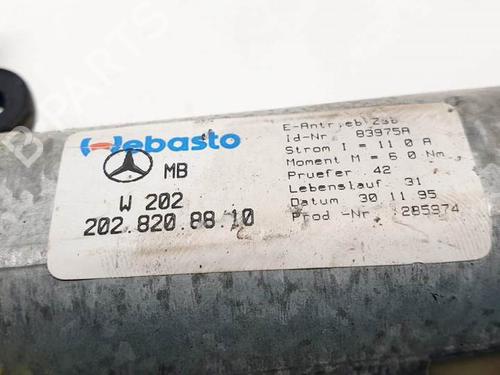 Webasto
MB
W 202
202.820 88.10
E-Antrieb Zsb
Id-Nr. 83975A
Strom I = 11 0 A
Moment M = 6 0 Nm
Pruefer 42
Lebenslauf. 31
Datum 30 11 95
Prod -Nr. 285974
B-PARTS